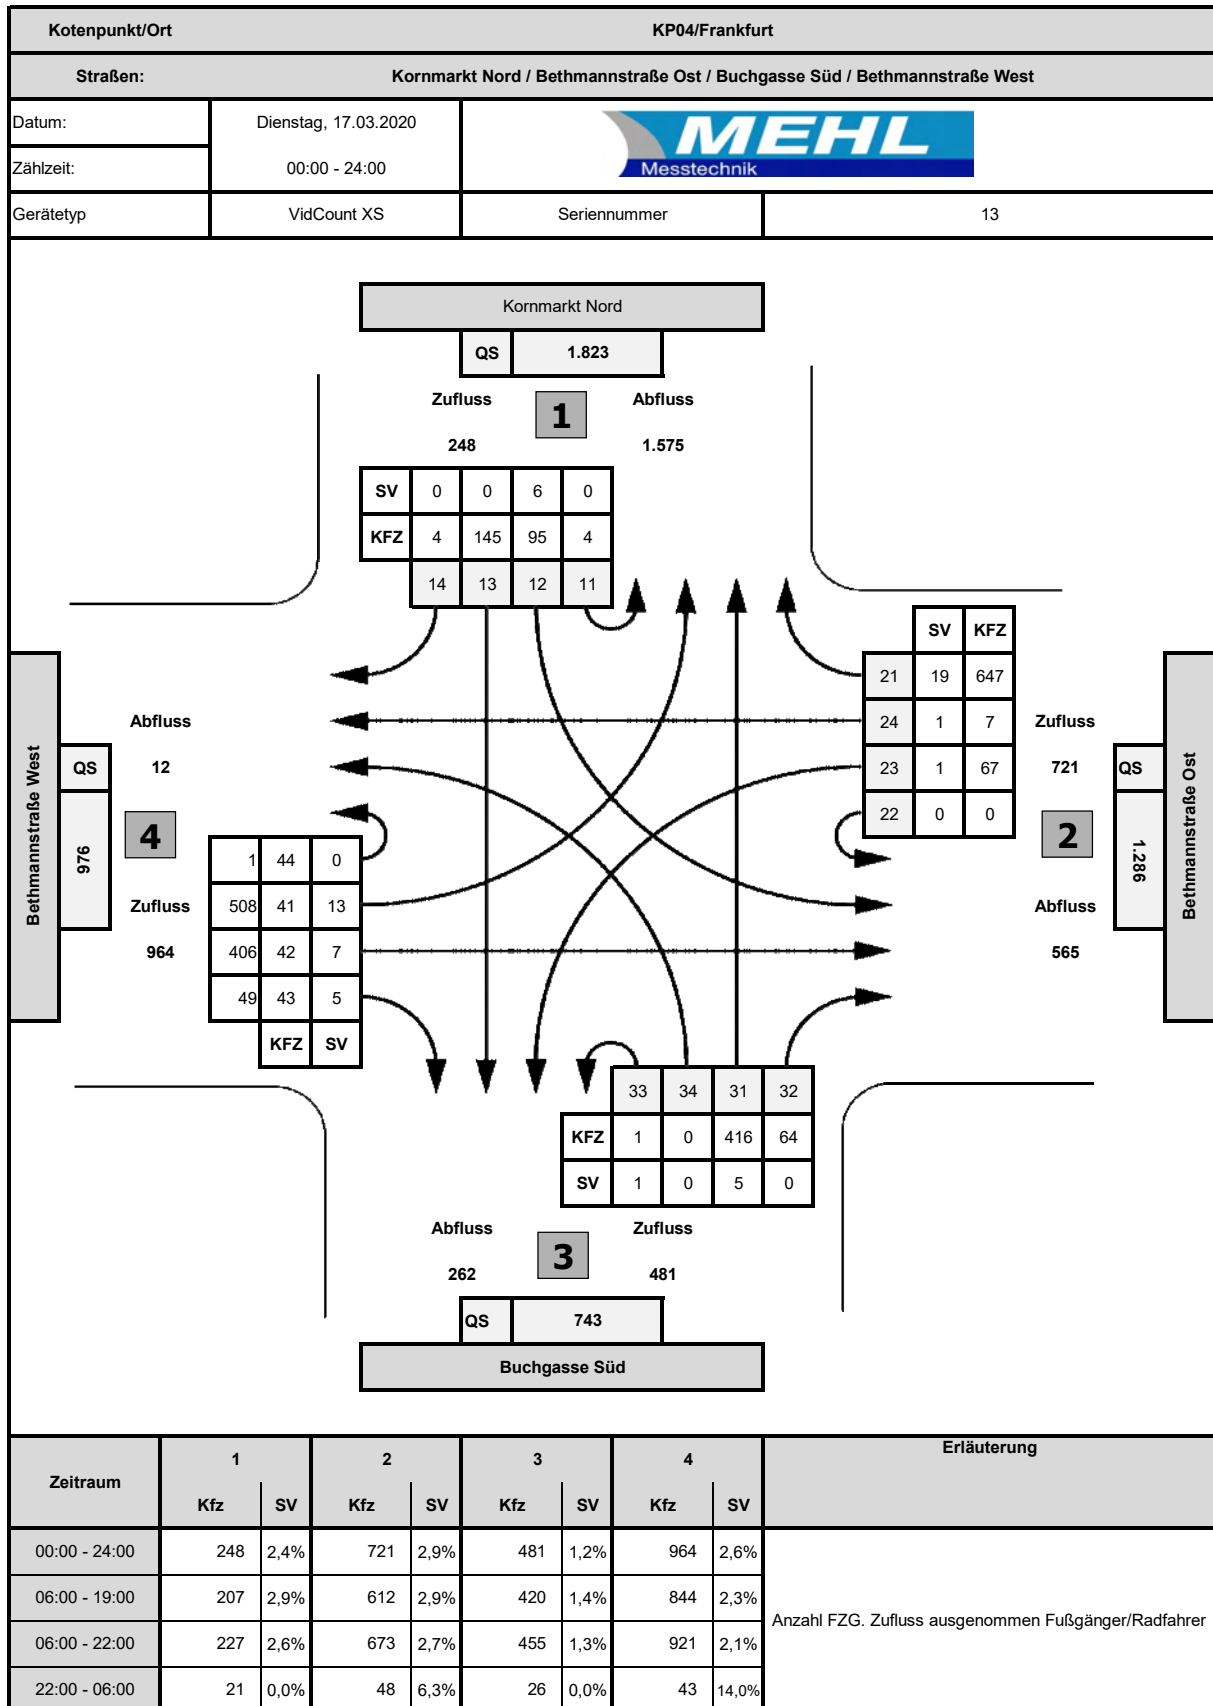 Kotenpunkt/Ort KP04/Frankfurt
Straßen: Kornmarkt Nord / Bethmannstraße Ost / Buchgasse Süd / Bethmannstraße West
Datum: Dienstag, 17.03.2020
MEHL
Messtechnik
Zählzeit: 00:00 - 24:00
Gerätetyp VidCount XS Seriennummer 13
Kornmarkt Nord
QS 1.823
Zufluss 1 Abfluss
248 1.575
SV 0 0 6 0
KFZ 4 145 95 4
14 13 12 11
SV KFZ
21 19 647
24 1 7
23 1 67
22 0 0
Zufluss
721
2
Abfluss
565
QS
1.286
Bethmannstraße Ost
Bethmannstraße West
QS
976
Abfluss
12
4
Zufluss
964
1 44 0
508 41 13
406 42 7
49 43 5
KFZ SV
33 34 31 32
KFZ 1 0 416 64
SV 1 0 5 0
Abfluss 3 Zufluss
262 481
QS 743
Buchgasse Süd
Zeitraum 1 2 3 4 Erläuterung
Kfz SV Kfz SV Kfz SV Kfz SV
00:00 - 24:00 248 2,4% 721 2,9% 481 1,2% 964 2,6%
06:00 - 19:00 207 2,9% 612 2,9% 420 1,4% 844 2,3%
Anzahl FZG. Zufluss ausgenommen Fußgänger/Radfahrer
06:00 - 22:00 227 2,6% 673 2,7% 455 1,3% 921 2,1%
22:00 - 06:00 21 0,0% 48 6,3% 26 0,0% 43 14,0%